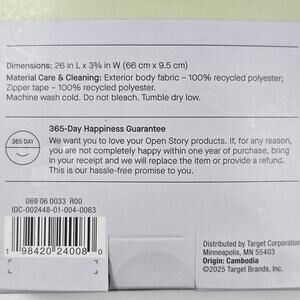 Dimensions: 26 in L x 3¾ in W (66 cm x 9.5 cm)
Material Care & Cleaning: Exterior body fabric – 100% recycled polyester;
Zipper tape – 100% recycled polyester.
Machine wash cold. Do not bleach. Tumble dry low.
365-Day Happiness Guarantee
365 DAY
We want you to love your Open Story products. If, for any reason,
you are not completely happy within one year of purchase, bring
in your receipt and we will replace the item or provide a refund.
This is our hassle-free promise to you.
069 06 0033 R00
IDC-002448-01-004-0063
1 98420 24008 0
Distributed by Target Corporation
Minneapolis, MN 55403
Origin: Cambodia
©2025 Target Brands, Inc.